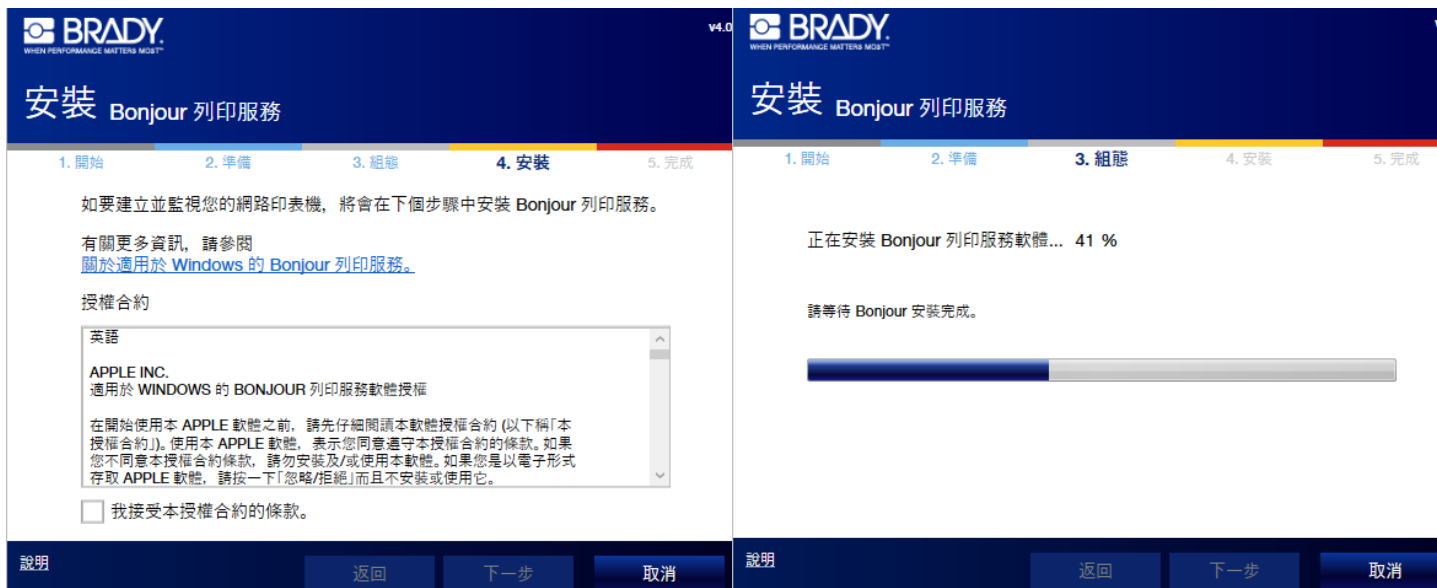 BRADY.
WHEN PERFORMANCE MATTERS MOST™
v4.0
安裝 Bonjour 列印服務
1. 開始
2. 準備
3. 組態
4. 安裝
5. 完成
如要建立並監視您的網路印表機，將會在下個步驟中安裝 Bonjour 列印服務。
有關更多資訊，請參閱
關於適用於 Windows 的 Bonjour 列印服務。
授權合約
英語
APPLE INC.
適用於 WINDOWS 的 BONJOUR 列印服務軟體授權
在開始使用本 APPLE 軟體之前，請先仔細閱讀本軟體授權合約 (以下稱「本
授權合約」)。使用本 APPLE 軟體，表示您同意遵守本授權合約的條款。如果
您不同意本授權合約條款，請勿安裝及/或使用本軟體。如果您是以電子形式
存取 APPLE 軟體，請按一下「忽略/拒絕」而且不安裝或使用它。
我接受本授權合約的條款。
說明
返回
下一步
取消
BRADY.
WHEN PERFORMANCE MATTERS MOST™
安裝 Bonjour 列印服務
1. 開始
2. 準備
3. 組態
4. 安裝
5. 完成
正在安裝 Bonjour 列印服務軟體... 41 %
請等待 Bonjour 安裝完成。
說明
返回
下一步
取消